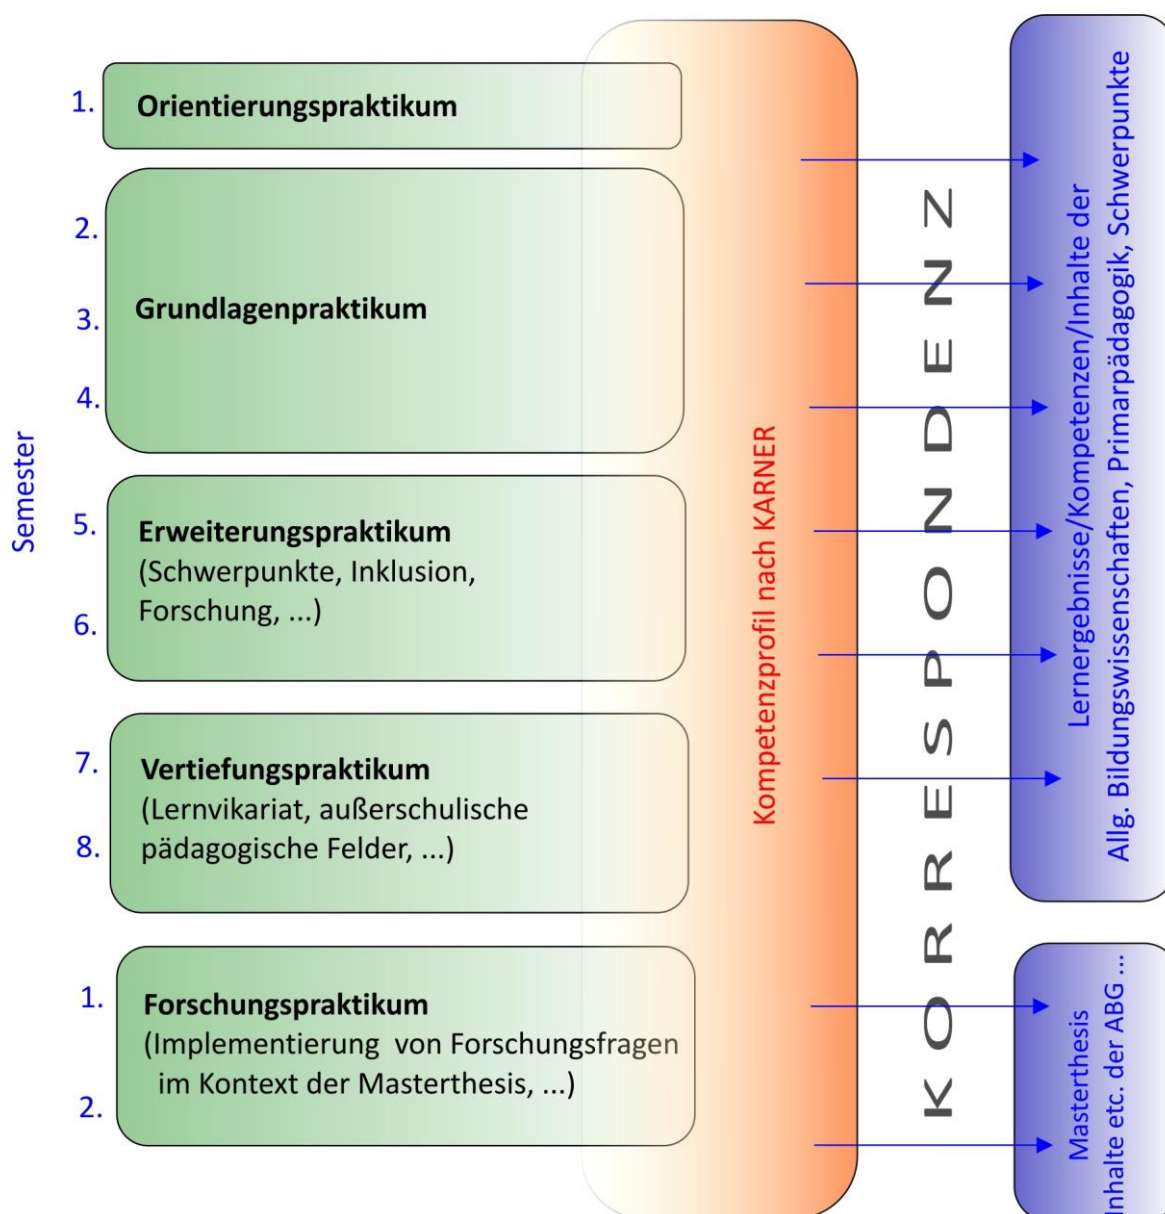 Semester
1.
Orientierungspraktikum
2.
3.
4.
Grundlagenpraktikum
5.
6.
Erweiterungspraktikum
(Schwerpunkte, Inklusion,
Forschung, ...)
7.
8.
Vertiefungspraktikum
(Lernvikariat, außerschulische
pädagogische Felder, ...)
1.
2.
Forschungspraktikum
(Implementierung von Forschungsfragen
im Kontext der Masterthesis, ...)
Kompetenzprofil nach KARNER
KORRESPONDENZ
Lernergebnisse/Kompetenzen/Inhalte der
Allg. Bildungswissenschaften, Primarpädagogik, Schwerpunkte
Masterthesis
Inhalte etc. der ABG ...